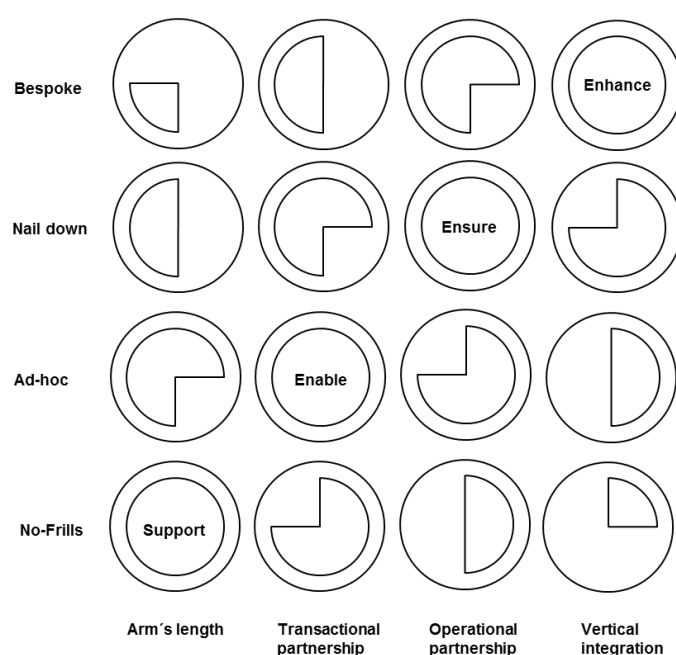 Bespoke
Enhance
Nail down
Ensure
Ad-hoc
Enable
No-Frills
Support
Arm´s length
Transactional
partnership
Operational
partnership
Vertical
integration